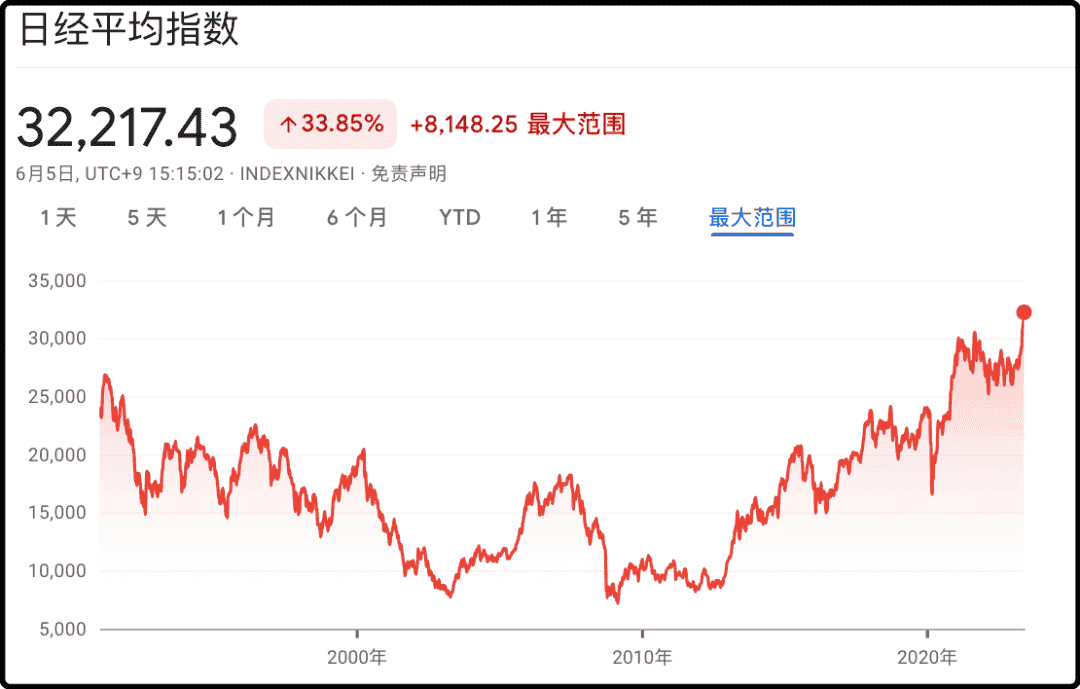 日经平均指数
32,217.43 ↑33.85% +8,148.25 最大范围
6月5日, UTC+9 15:15:02 · INDEXNIKKEI · 免责声明
1 天 5 天 1 个月 6 个月 YTD 1 年 5 年 最大范围
35,000
30,000
25,000
20,000
15,000
10,000
5,000
2000年 2010年 2020年